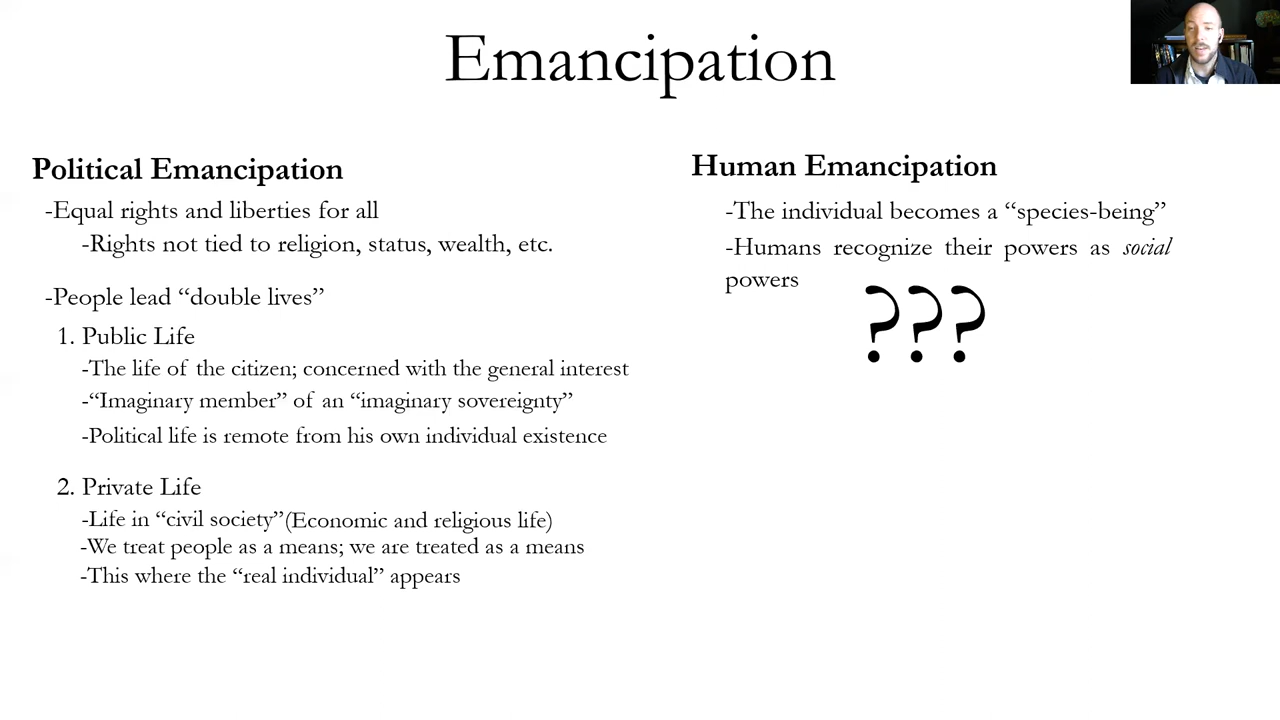 Emancipation
Political Emancipation
-Equal rights and liberties for all
-Rights not tied to religion, status, wealth, etc.
-People lead “double lives”
1. Public Life
-The life of the citizen; concerned with the general interest
-“Imaginary member” of an “imaginary sovereignty”
-Political life is remote from his own individual existence
2. Private Life
-Life in “civil society”(Economic and religious life)
-We treat people as a means; we are treated as a means
-This where the “real individual” appears
Human Emancipation
-The individual becomes a “species-being”
-Humans recognize their powers as social
powers
???